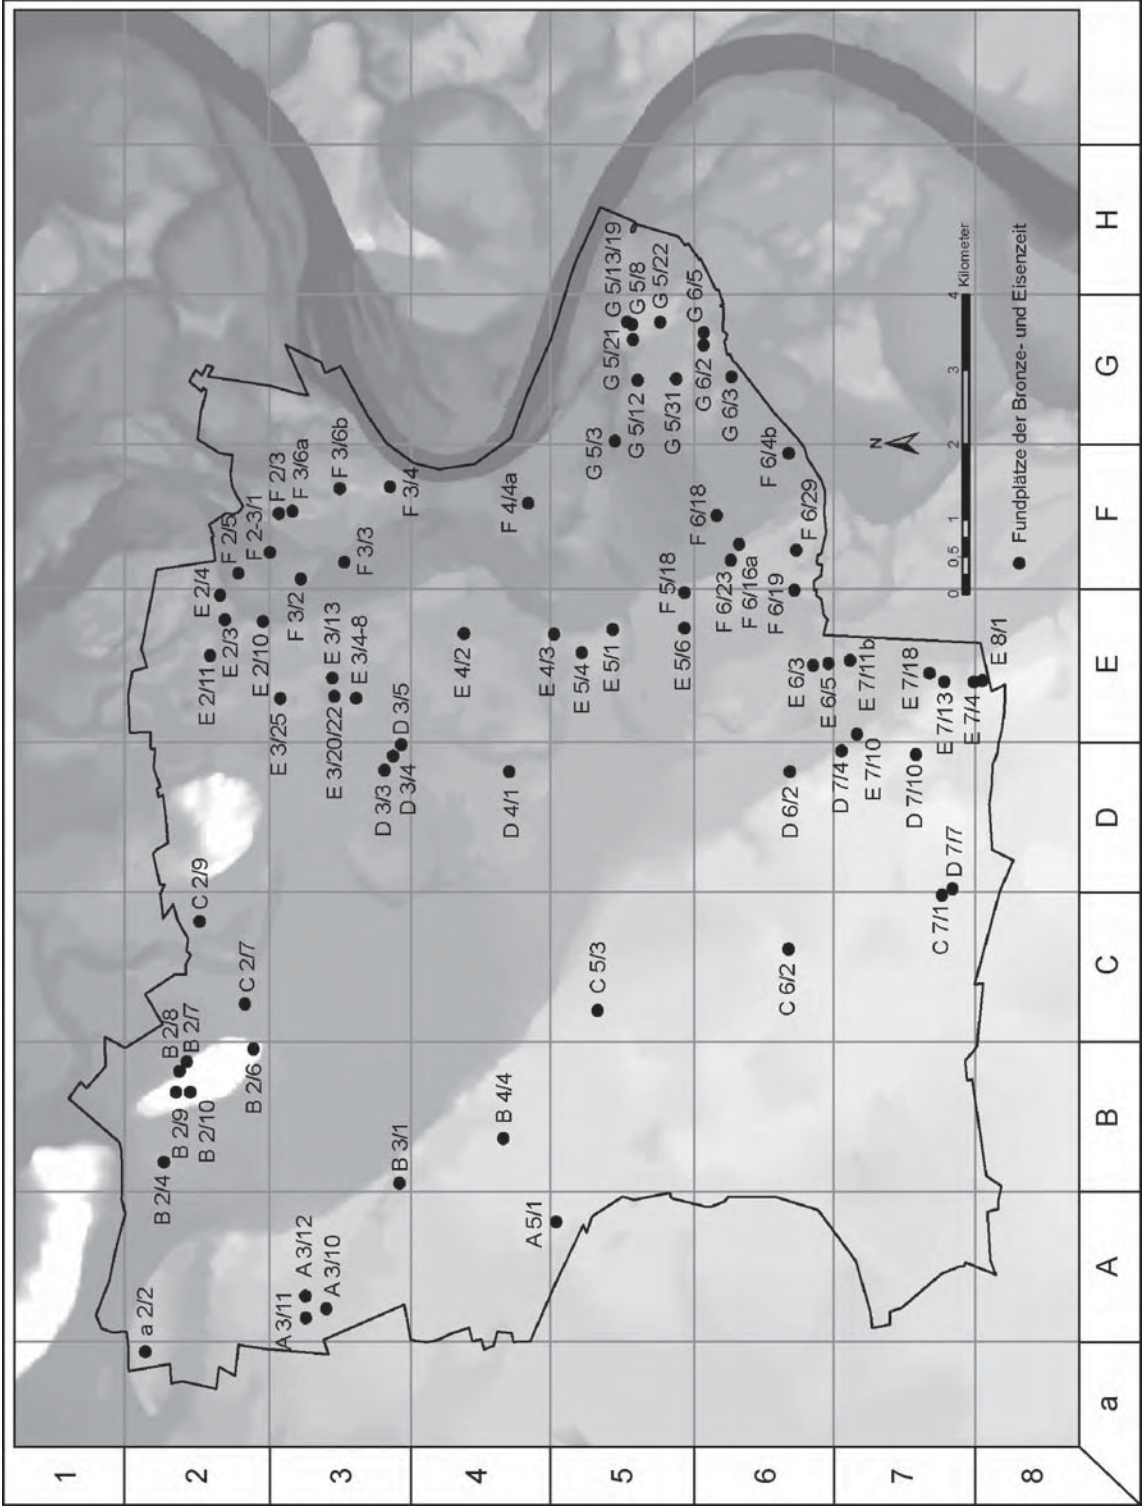 1
2
3
4
5
6
7
8
a
A
B
C
D
E
F
G
H
a 2/2
A 3/11
A 3/12
A 3/10
A 5/1
B 2/4
B 2/9
B 2/10
B 2/8
B 2/7
B 2/6
B 3/1
B 4/4
C 2/7
C 2/9
C 5/3
C 6/2
C 7/1
D 7/7
D 3/3
D 3/4
D 3/5
D 4/1
D 6/2
D 7/4
D 7/10
E 7/10
E 2/11
E 2/3
E 2/4
E 2/10
E 3/25
E 3/20/22
E 3/13
E 3/4-8
E 4/2
E 4/3
E 5/4
E 5/1
E 5/6
E 6/3
E 6/5
E 7/11b
E 7/18
E 7/13
E 7/4
E 8/1
F 2/5
F 2-3/1
F 2/3
F 3/6a
F 3/6b
F 3/2
F 3/3
F 3/4
F 4/4a
F 5/18
F 6/18
F 6/23
F 6/16a
F 6/19
F 6/29
F 6/4b
G 5/3
G 5/21
G 5/12
G 5/31
G 5/13/19
G 5/8
G 5/22
G 6/5
G 6/2
G 6/3
N
0 0,5 1 2 3 4
Kilometer
Fundplätze der Bronze- und Eisenzeit